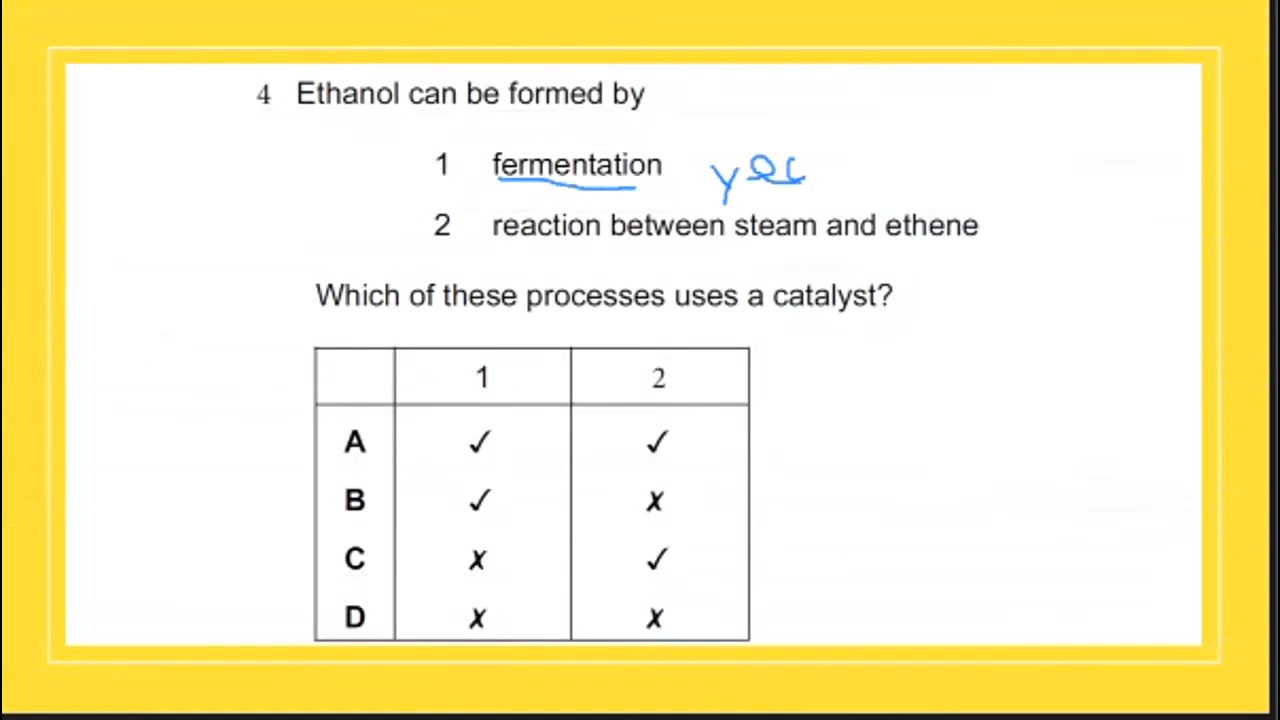 4 Ethanol can be formed by
1 fermentation
2 reaction between steam and ethene
Which of these processes uses a catalyst?
1 2
A ✓ ✓
B ✓ ✗
C ✗ ✓
D ✗ ✗